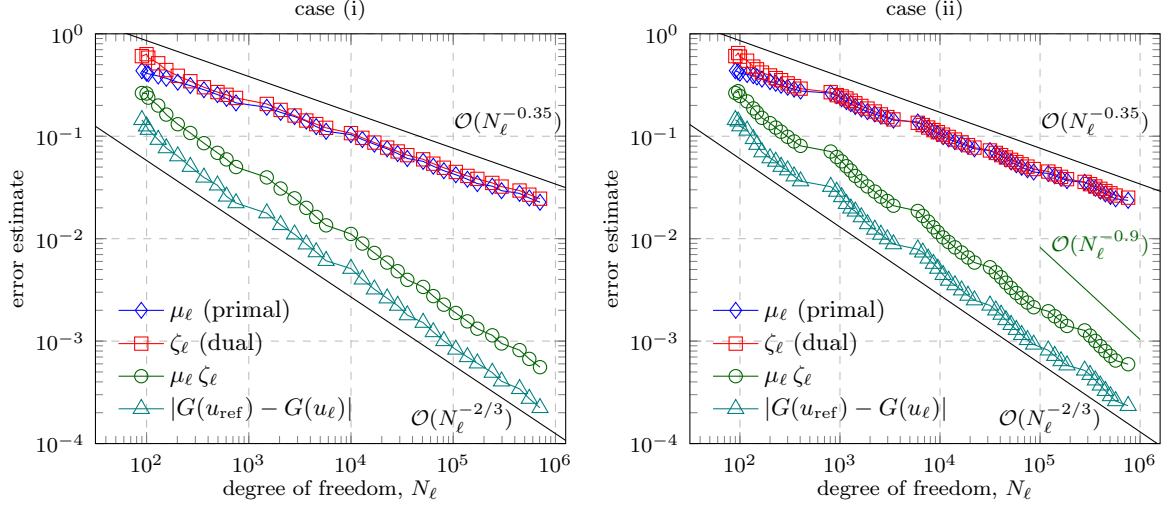 case (i)
10^0
10^{-1}
10^{-2}
10^{-3}
10^{-4}
error estimate
𝒪(N_ℓ^{-0.35})
μ_ℓ (primal)
ζ_ℓ (dual)
μ_ℓ ζ_ℓ
|G(u_ref) − G(u_ℓ)|
𝒪(N_ℓ^{-2/3})
10^2 10^3 10^4 10^5 10^6
degree of freedom, N_ℓ
case (ii)
10^0
10^{-1}
10^{-2}
10^{-3}
10^{-4}
error estimate
𝒪(N_ℓ^{-0.35})
𝒪(N_ℓ^{-0.9})
μ_ℓ (primal)
ζ_ℓ (dual)
μ_ℓ ζ_ℓ
|G(u_ref) − G(u_ℓ)|
𝒪(N_ℓ^{-2/3})
10^2 10^3 10^4 10^5 10^6
degree of freedom, N_ℓ